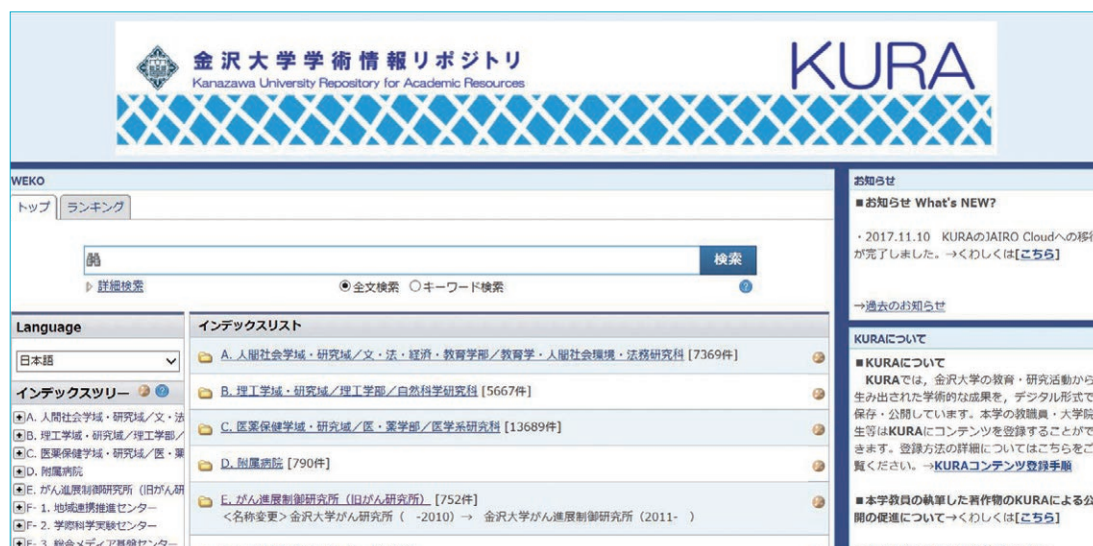 金沢大学学術情報リポジトリ
Kanazawa University Repository for Academic Resources
KURA
WEKO
トップ
ランキング
検索
詳細検索
全文検索 キーワード検索
Language
日本語
インデックスツリー
A. 人間社会学域・研究域／文・法
B. 理工学域・研究域／理工学部／
C. 医薬保健学域・研究域／医・薬
D. 附属病院
E. がん進展制御研究所（旧がん研
F- 1. 地域連携推進センター
F- 2. 学際科学実験センター
F- 3. 総合メディア基盤センター
インデックスリスト
A. 人間社会学域・研究域／文・法・経済・教育学部／教育学・人間社会環境・法務研究科 [7369件]
B. 理工学域・研究域／理工学部／自然科学研究科 [5667件]
C. 医薬保健学域・研究域／医・薬学部／医学系研究科 [13689件]
D. 附属病院 [790件]
E. がん進展制御研究所（旧がん研究所） [752件]
＜名称変更＞金沢大学がん研究所（ -2010）→ 金沢大学がん進展制御研究所（2011- ）
お知らせ
■お知らせ What's NEW?
・2017.11.10 KURAのJAIRO Cloudへの移行
が完了しました。→くわしくは[こちら]
→過去のお知らせ
KURAについて
■KURAについて
KURAでは，金沢大学の教育・研究活動から
生み出された学術的な成果を，デジタル形式で
保存・公開しています。本学の教職員・大学院
生等はKURAにコンテンツを登録することがで
きます。登録方法の詳細についてはこちらをご
覧ください。→KURAコンテンツ登録手順
■本学教員の執筆した著作物のKURAによる公
開の促進について→くわしくは[こちら]